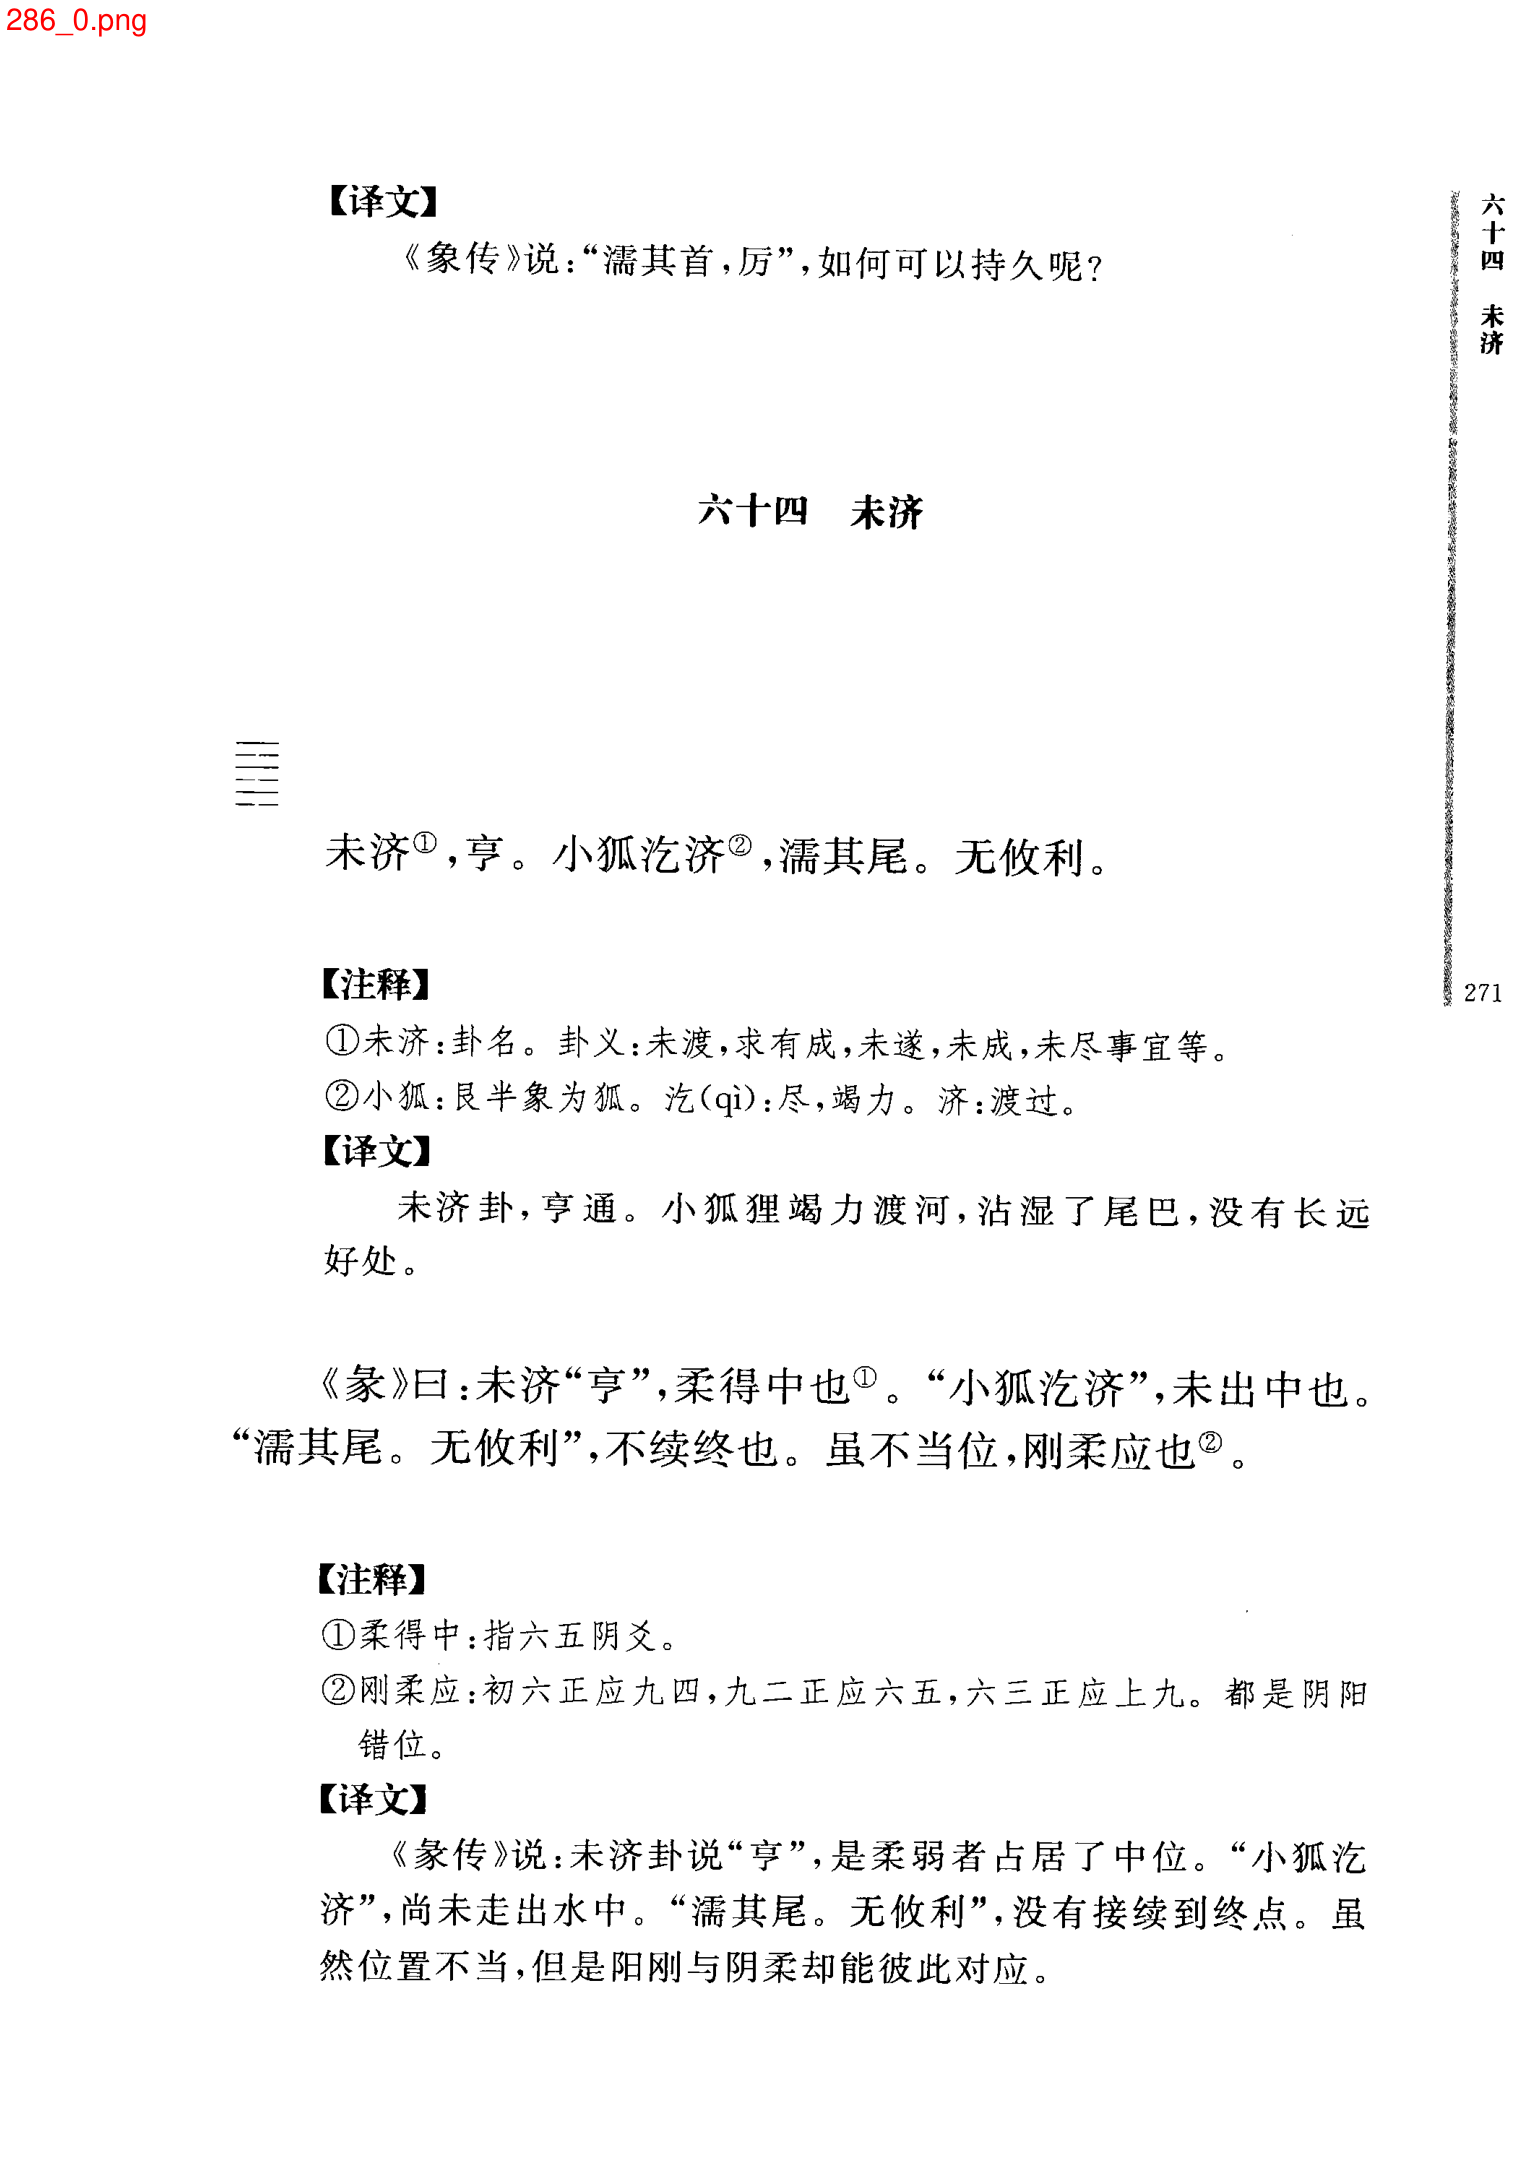 286_0.png
【译文】
《象传》说：“濡其首，厉”，如何可以持久呢？
六十四　未济
六十四　未济
未济①，亨。小狐汔济②，濡其尾。无攸利。
【注释】
①未济：卦名。卦义：未渡，求有成，未遂，未成，未尽事宜等。
②小狐：艮半象为狐。汔(qì)：尽，竭力。济：渡过。
【译文】
未济卦，亨通。小狐狸竭力渡河，沾湿了尾巴，没有长远
好处。
《彖》曰：未济“亨”，柔得中也①。“小狐汔济”，未出中也。
“濡其尾。无攸利”，不续终也。虽不当位，刚柔应也②。
【注释】
①柔得中：指六五阴爻。
②刚柔应：初六正应九四，九二正应六五，六三正应上九。都是阴阳
错位。
【译文】
《彖传》说：未济卦说“亨”，是柔弱者占居了中位。“小狐汔
济”，尚未走出水中。“濡其尾。无攸利”，没有接续到终点。虽
然位置不当，但是阳刚与阴柔却能彼此对应。
271